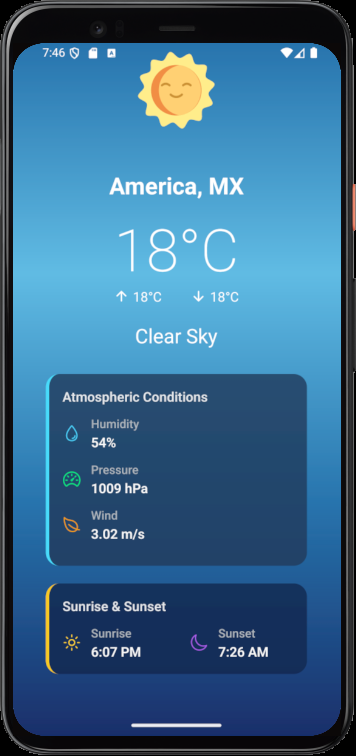 7:46
America, MX
18°C
↑ 18°C ↓ 18°C
Clear Sky
Atmospheric Conditions
Humidity
54%
Pressure
1009 hPa
Wind
3.02 m/s
Sunrise & Sunset
Sunrise Sunset
6:07 PM 7:26 AM